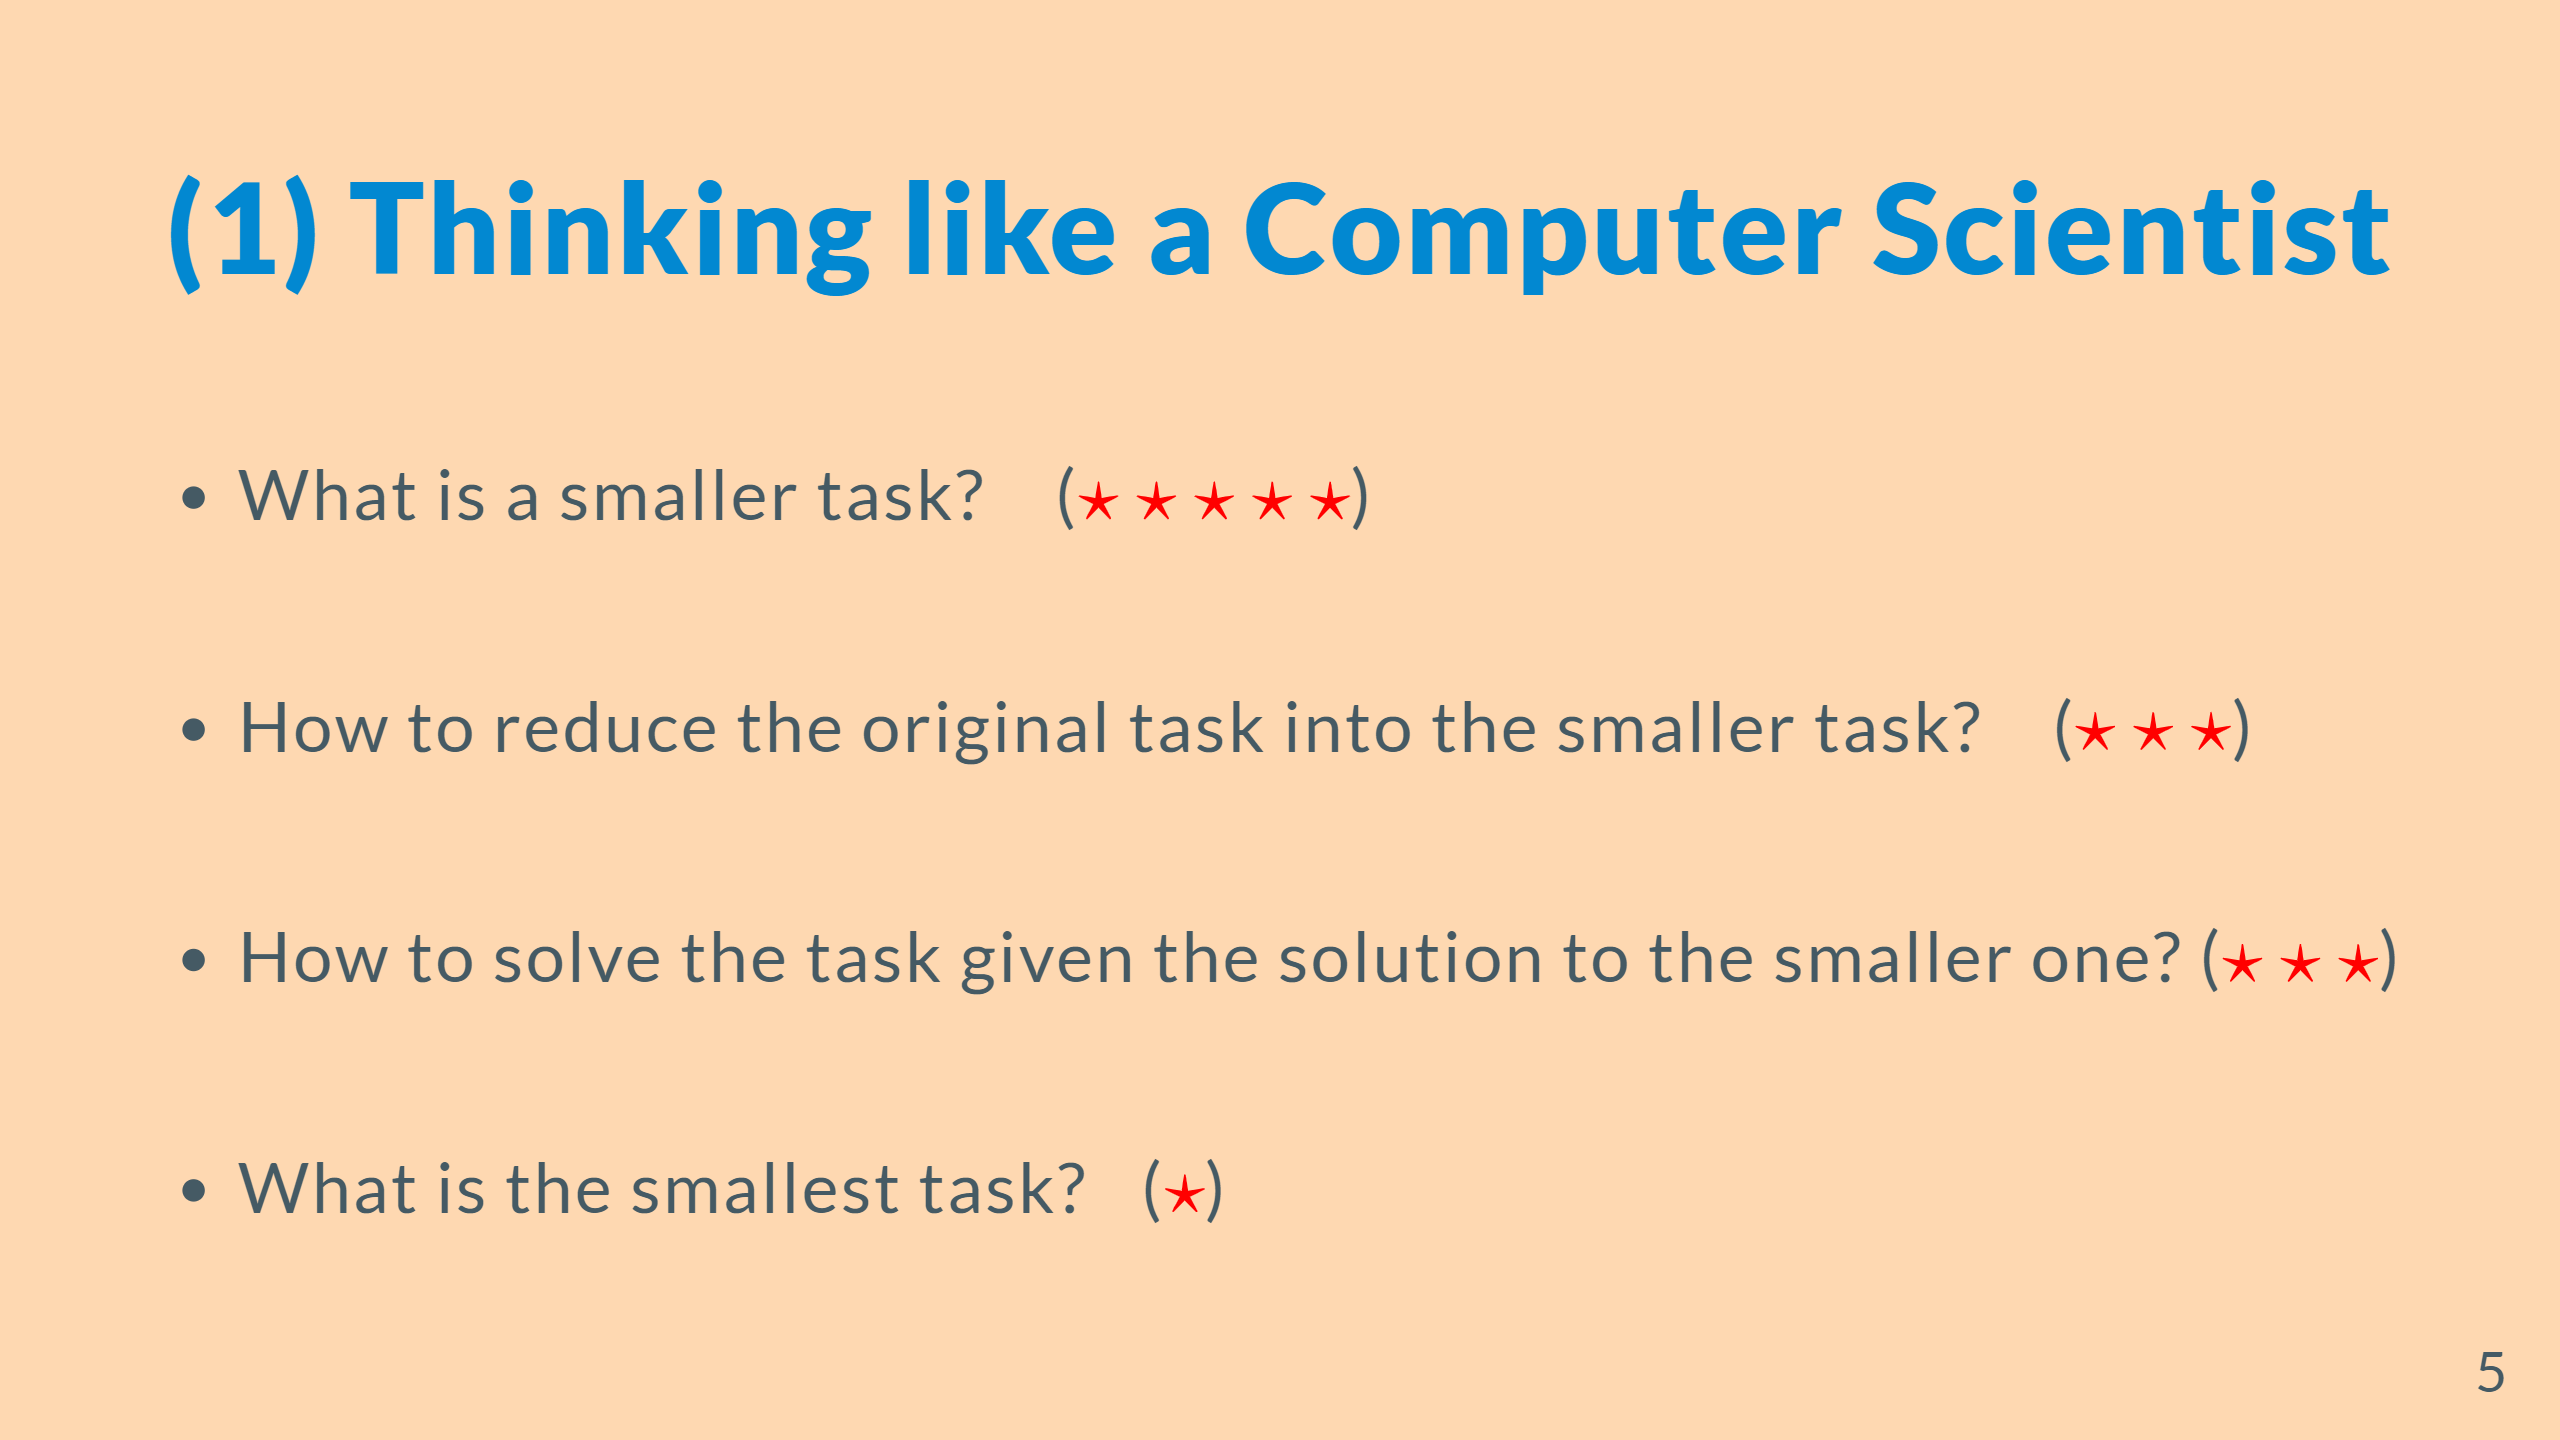 (1) Thinking like a Computer Scientist
• What is a smaller task? (★ ★ ★ ★ ★)
• How to reduce the original task into the smaller task? (★ ★ ★)
• How to solve the task given the solution to the smaller one? (★ ★ ★)
• What is the smallest task? (★)
5